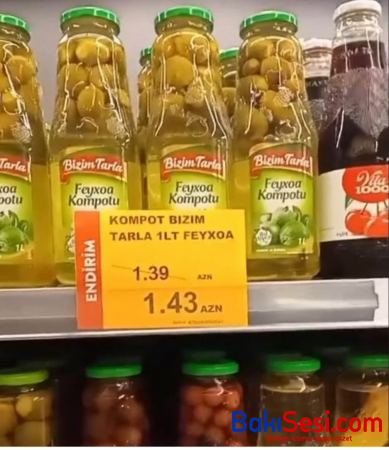 Bizim Tarla
Feyxoa
Kompotu
Bizim Tarla
Feyxoa
Kompotu
Bizim Tarla
Feyxoa
Kompotu
Vita
1000
ENDİRİM
KOMPOT BIZIM
TARLA 1LT FEYXOA
1.39 AZN
1.43 AZN
BakıSesi.com